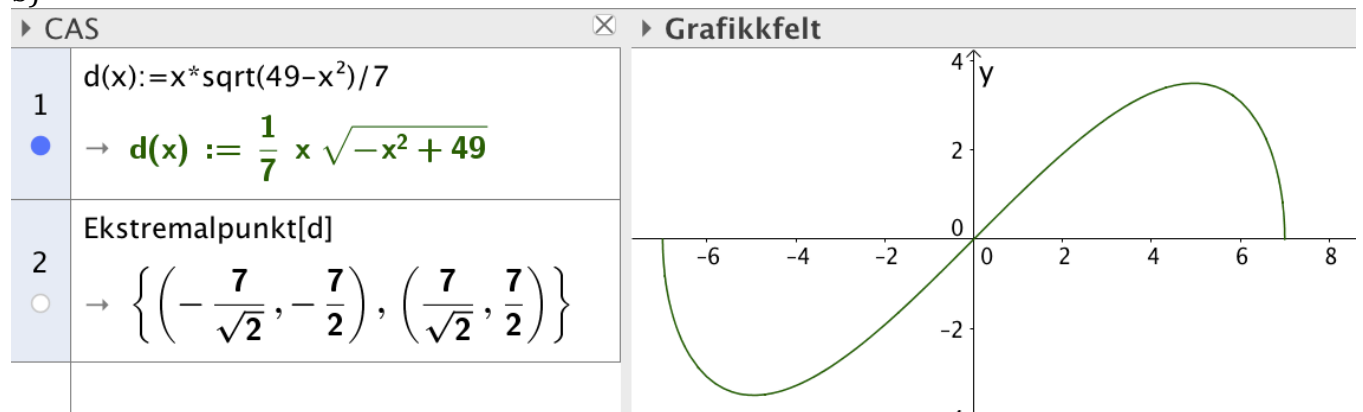 CAS
1
d(x):=x*sqrt(49-x²)/7
→ d(x) := 1/7 x √(-x² + 49)
2
Ekstremalpunkt[d]
→ {(-7/√2, -7/2), (7/√2, 7/2)}
Grafikkfelt
y
4
2
0
-6 -4 -2 0 2 4 6 8
-2